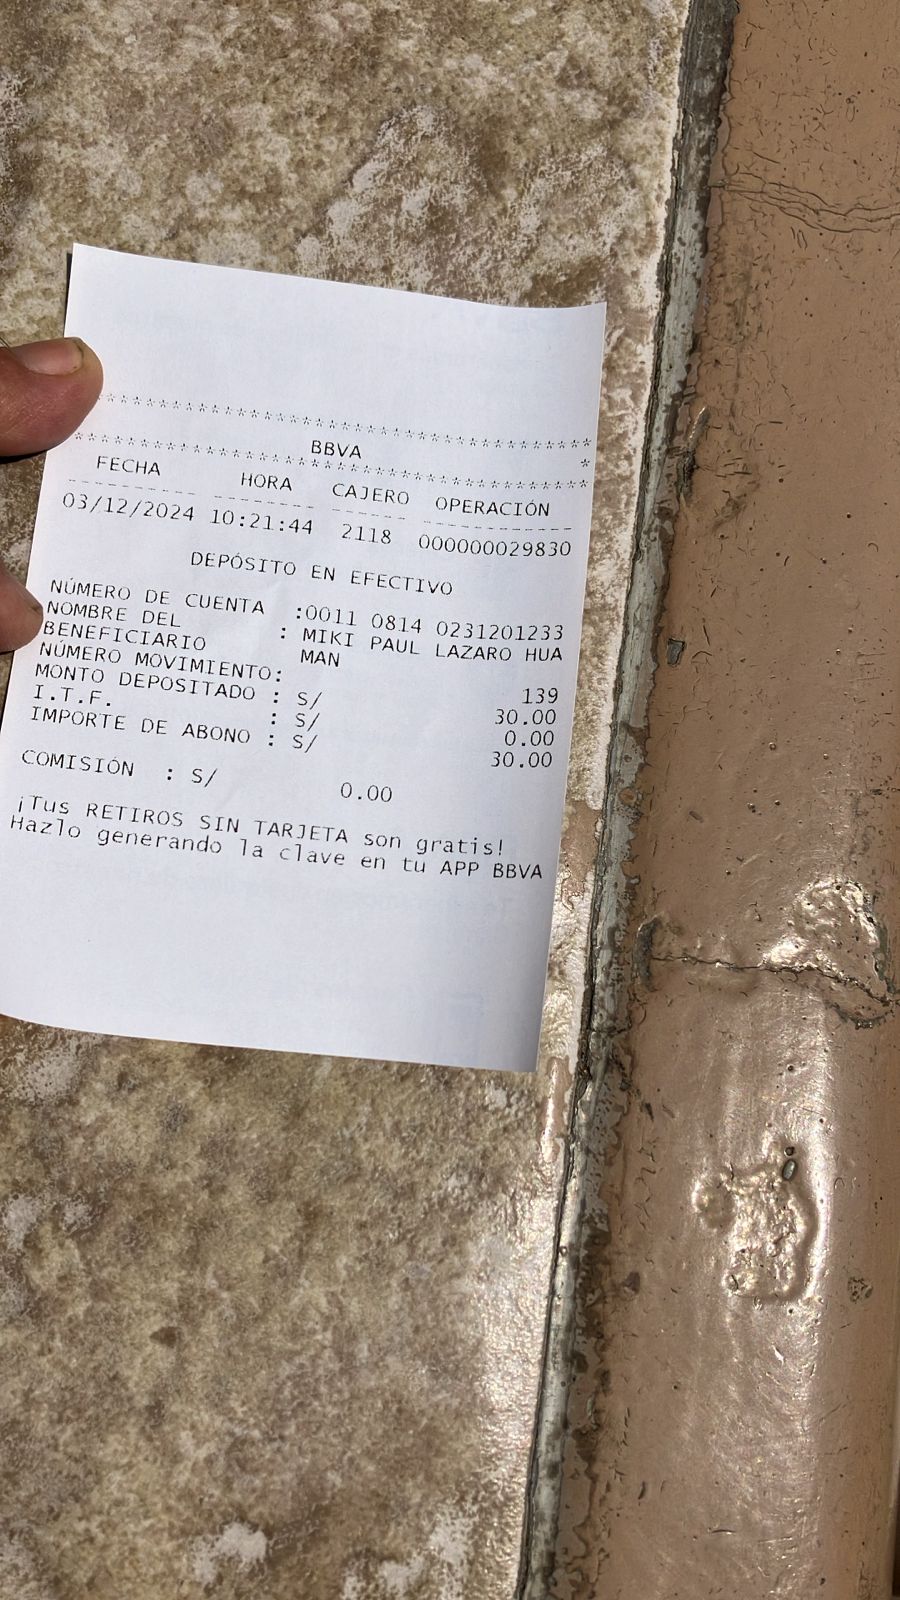 ****************************************
BBVA *
****************************************
FECHA HORA CAJERO OPERACIÓN
---------- -------- ------ ------------
03/12/2024 10:21:44 2118 000000029830
DEPÓSITO EN EFECTIVO
NÚMERO DE CUENTA :0011 0814 0231201233
NOMBRE DEL
BENEFICIARIO : MIKI PAUL LAZARO HUA
MAN
NÚMERO MOVIMIENTO: 139
MONTO DEPOSITADO : S/ 30.00
I.T.F. : S/ 0.00
IMPORTE DE ABONO : S/ 30.00
COMISIÓN : S/ 0.00
¡Tus RETIROS SIN TARJETA son gratis!
Hazlo generando la clave en tu APP BBVA